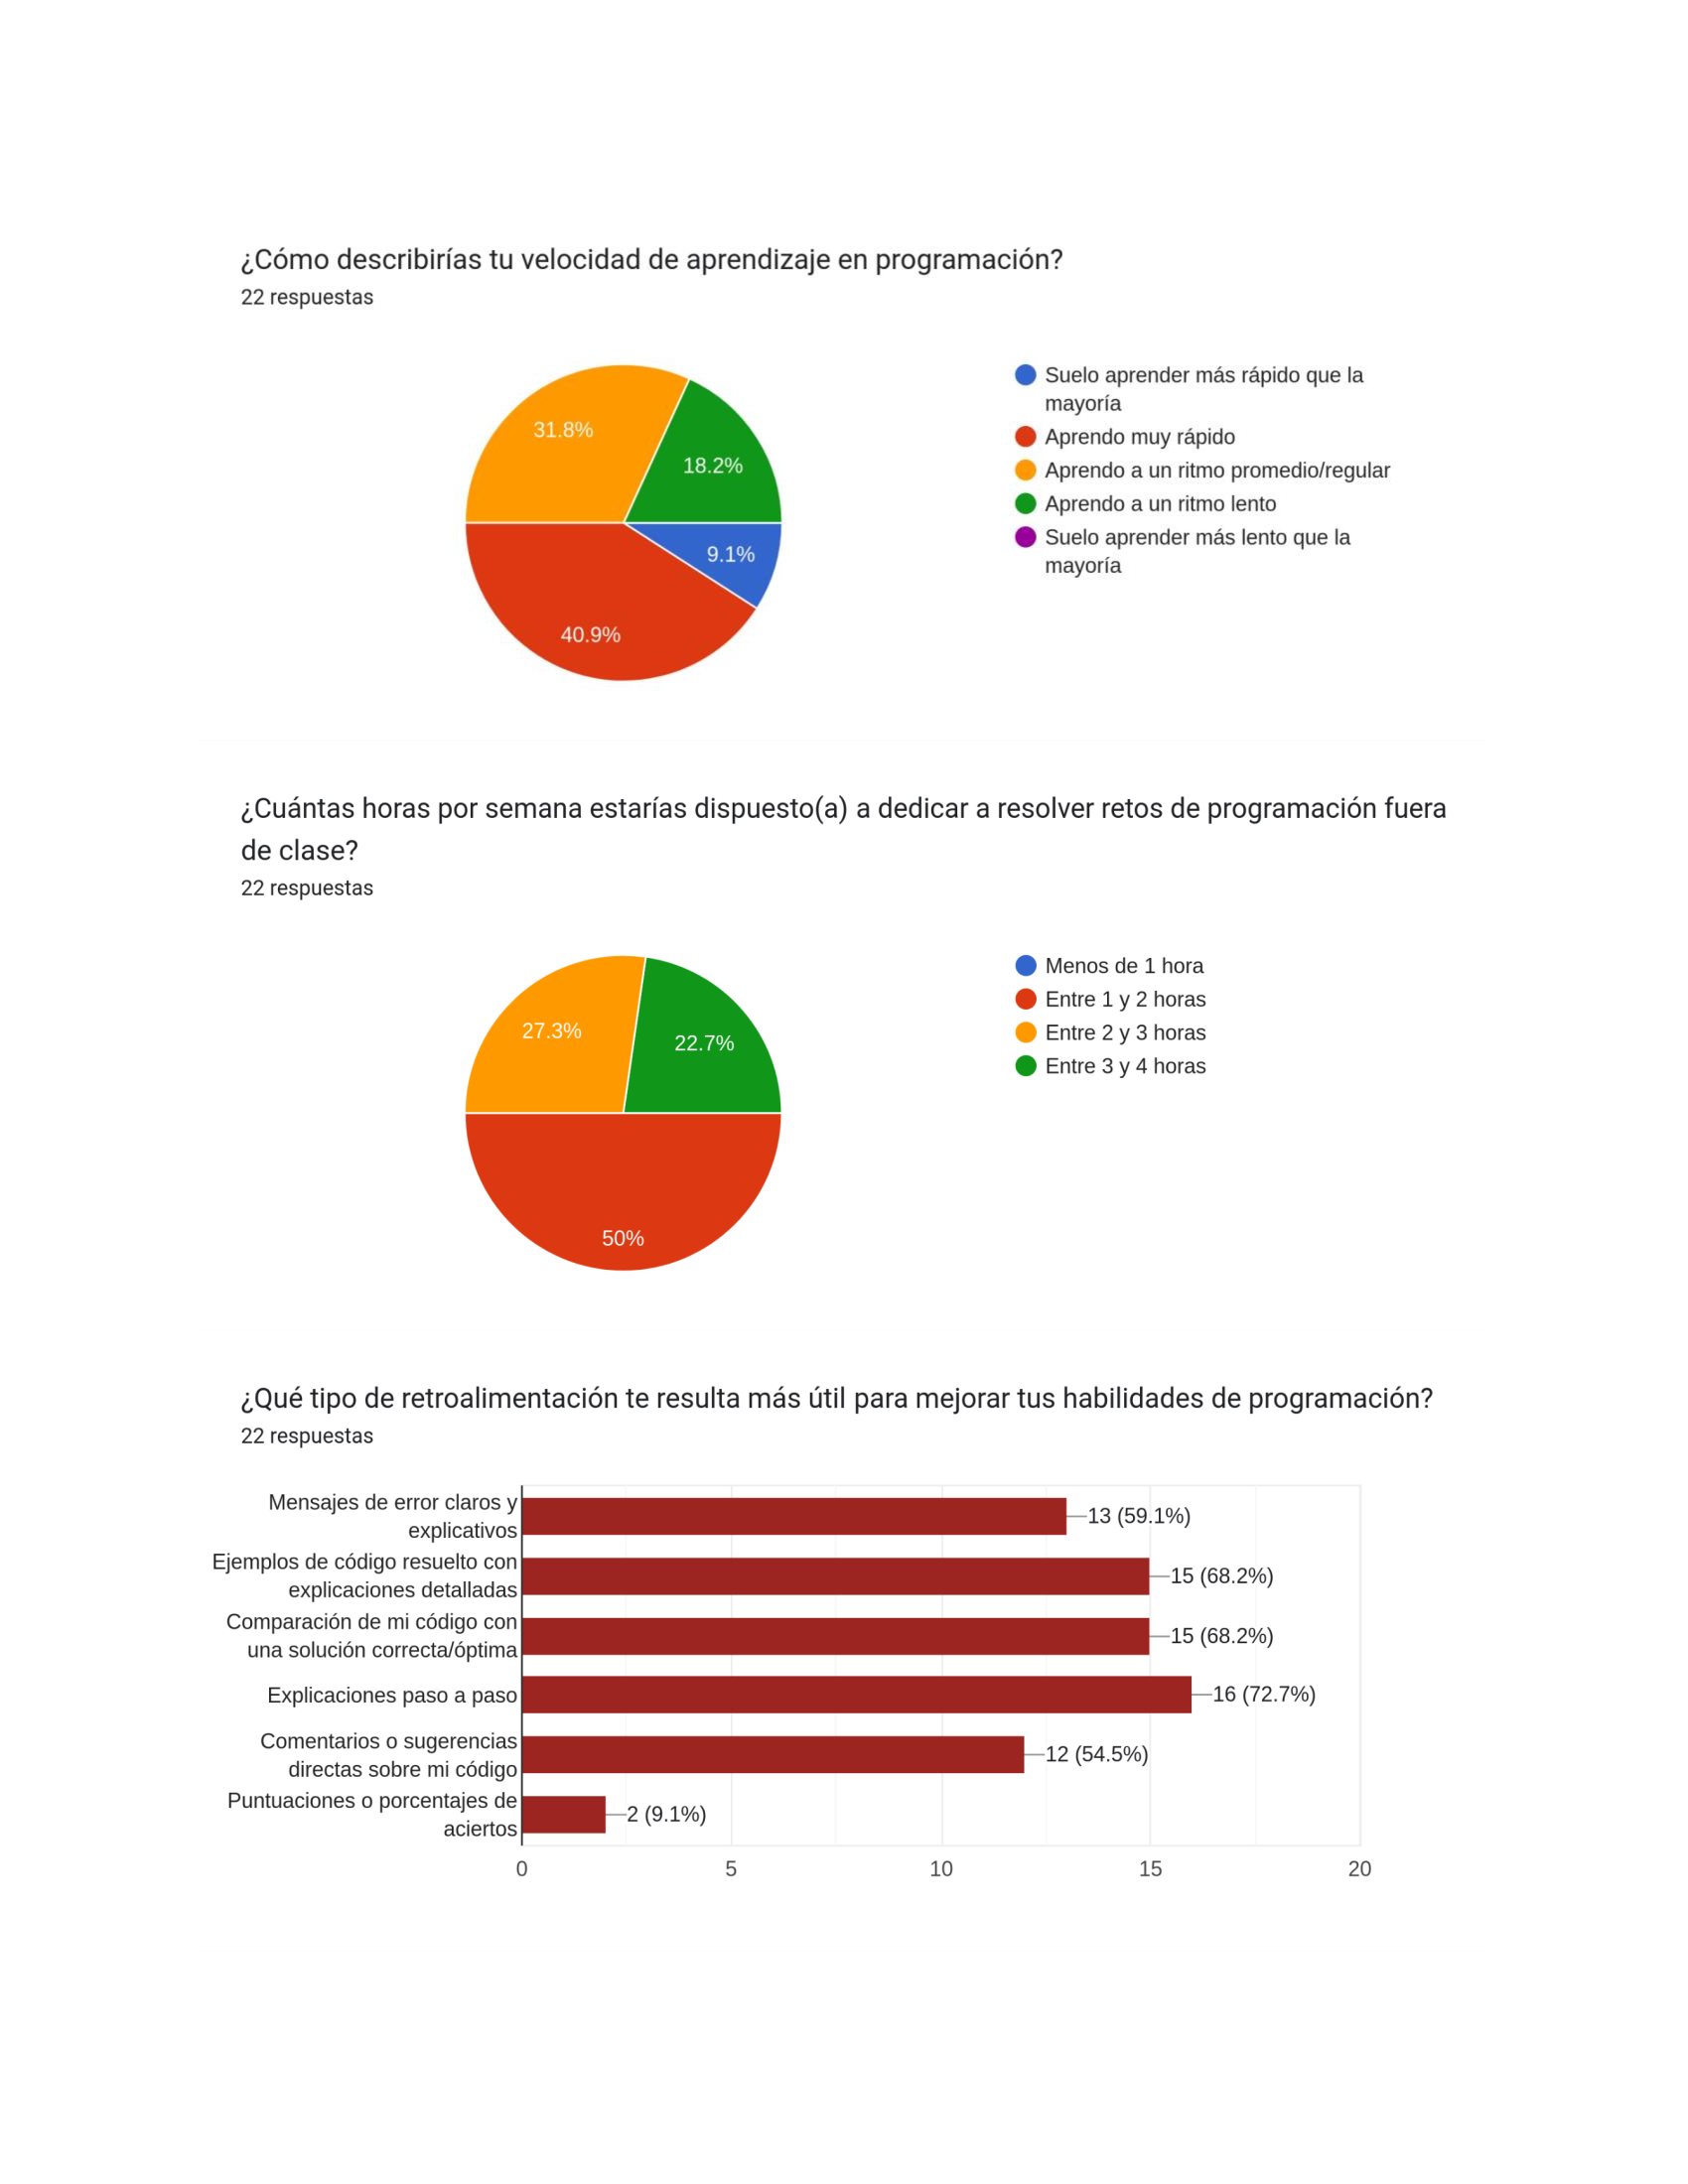 ¿Cómo describirías tu velocidad de aprendizaje en programación?
22 respuestas
31.8%
18.2%
9.1%
40.9%
Suelo aprender más rápido que la
mayoría
Aprendo muy rápido
Aprendo a un ritmo promedio/regular
Aprendo a un ritmo lento
Suelo aprender más lento que la
mayoría
¿Cuántas horas por semana estarías dispuesto(a) a dedicar a resolver retos de programación fuera
de clase?
22 respuestas
27.3%
22.7%
50%
Menos de 1 hora
Entre 1 y 2 horas
Entre 2 y 3 horas
Entre 3 y 4 horas
¿Qué tipo de retroalimentación te resulta más útil para mejorar tus habilidades de programación?
22 respuestas
Mensajes de error claros y
explicativos
13 (59.1%)
Ejemplos de código resuelto con
explicaciones detalladas
15 (68.2%)
Comparación de mi código con
una solución correcta/óptima
15 (68.2%)
Explicaciones paso a paso
16 (72.7%)
Comentarios o sugerencias
directas sobre mi código
12 (54.5%)
Puntuaciones o porcentajes de
aciertos
2 (9.1%)
0 5 10 15 20